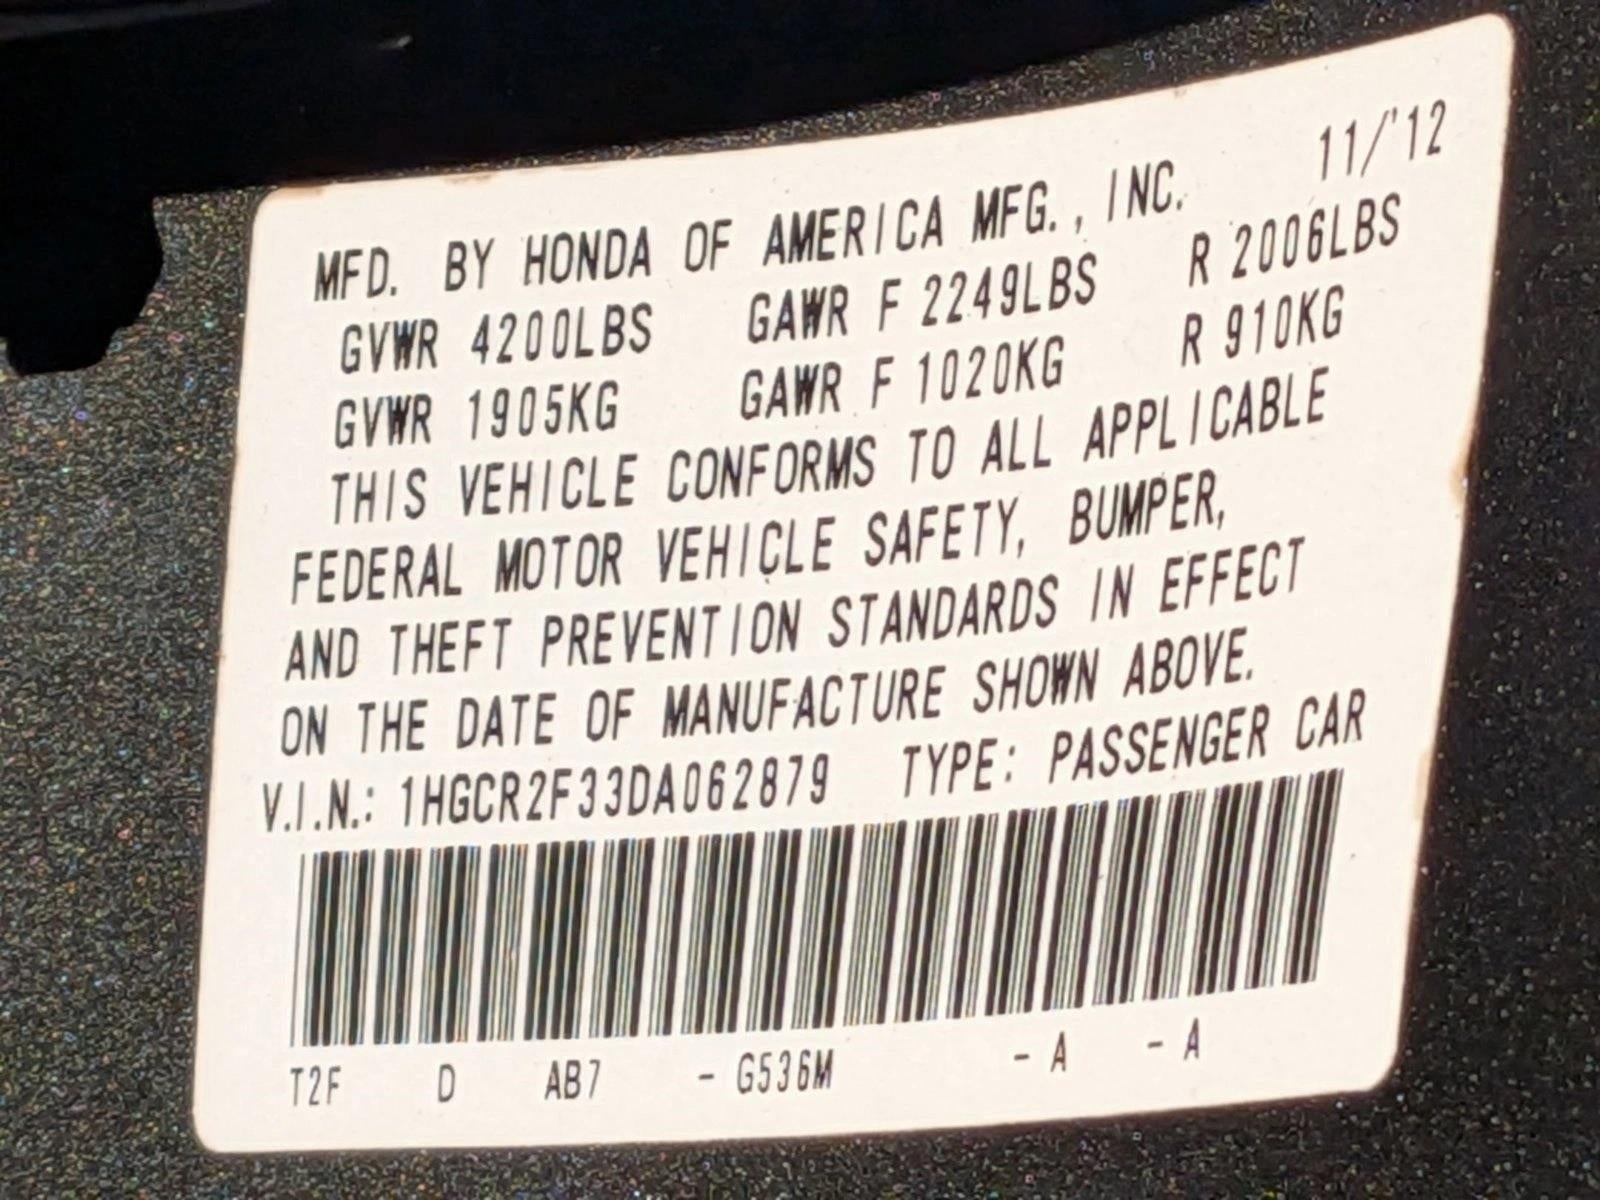 MFD. BY HONDA OF AMERICA MFG., INC. 11/'12
GVWR 4200LBS GAWR F 2249LBS R 2006LBS
GVWR 1905KG GAWR F 1020KG R 910KG
THIS VEHICLE CONFORMS TO ALL APPLICABLE
FEDERAL MOTOR VEHICLE SAFETY, BUMPER,
AND THEFT PREVENTION STANDARDS IN EFFECT
ON THE DATE OF MANUFACTURE SHOWN ABOVE.
V.I.N.: 1HGCR2F33DA062879 TYPE: PASSENGER CAR
T2F D AB7 - G536M - A - A